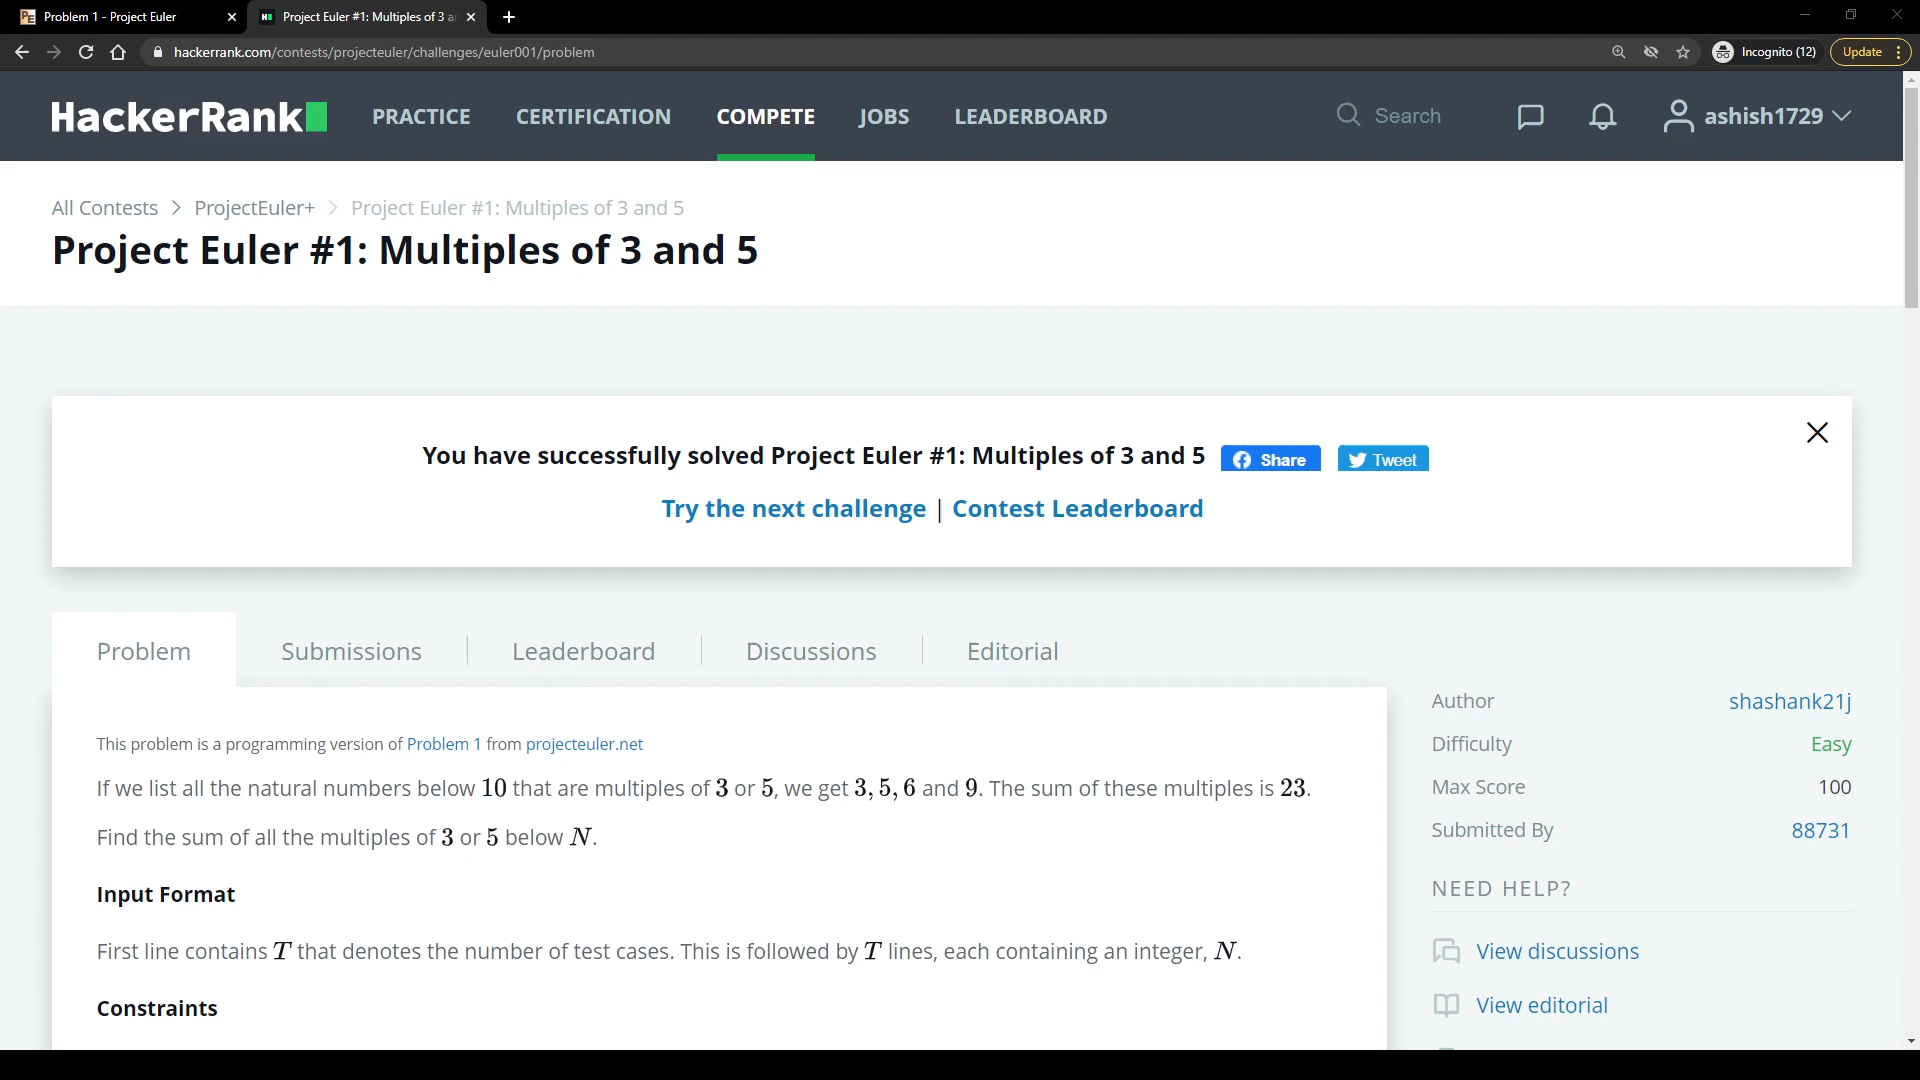 Problem 1 - Project Euler
Project Euler #1: Multiples of 3 a
hackerrank.com/contests/projecteuler/challenges/euler001/problem
Incognito (12)
Update
HackerRank
PRACTICE
CERTIFICATION
COMPETE
JOBS
LEADERBOARD
Search
ashish1729
All Contests > ProjectEuler+ > Project Euler #1: Multiples of 3 and 5
Project Euler #1: Multiples of 3 and 5
You have successfully solved Project Euler #1: Multiples of 3 and 5
Share
Tweet
Try the next challenge | Contest Leaderboard
Problem
Submissions
Leaderboard
Discussions
Editorial
This problem is a programming version of Problem 1 from projecteuler.net
If we list all the natural numbers below 10 that are multiples of 3 or 5, we get 3, 5, 6 and 9. The sum of these multiples is 23.
Find the sum of all the multiples of 3 or 5 below N.
Input Format
First line contains T that denotes the number of test cases. This is followed by T lines, each containing an integer, N.
Constraints
Author shashank21j
Difficulty Easy
Max Score 100
Submitted By 88731
NEED HELP?
View discussions
View editorial